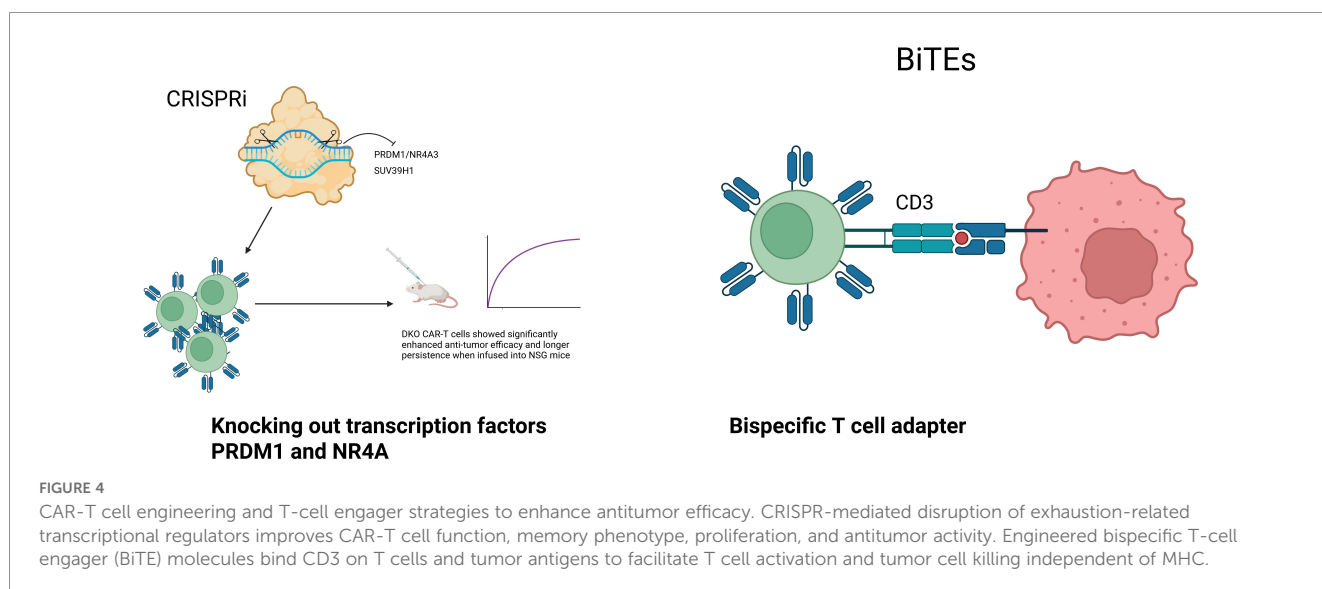 CRISPRi
PRDM1/NR4A3
SUV39H1
DKO CAR-T cells showed significantly
enhanced anti-tumor efficacy and longer
persistence when infused into NSG mice
Knocking out transcription factors
PRDM1 and NR4A
BiTEs
CD3
Bispecific T cell adapter
FIGURE 4
CAR-T cell engineering and T-cell engager strategies to enhance antitumor efficacy. CRISPR-mediated disruption of exhaustion-related
transcriptional regulators improves CAR-T cell function, memory phenotype, proliferation, and antitumor activity. Engineered bispecific T-cell
engager (BiTE) molecules bind CD3 on T cells and tumor antigens to facilitate T cell activation and tumor cell killing independent of MHC.